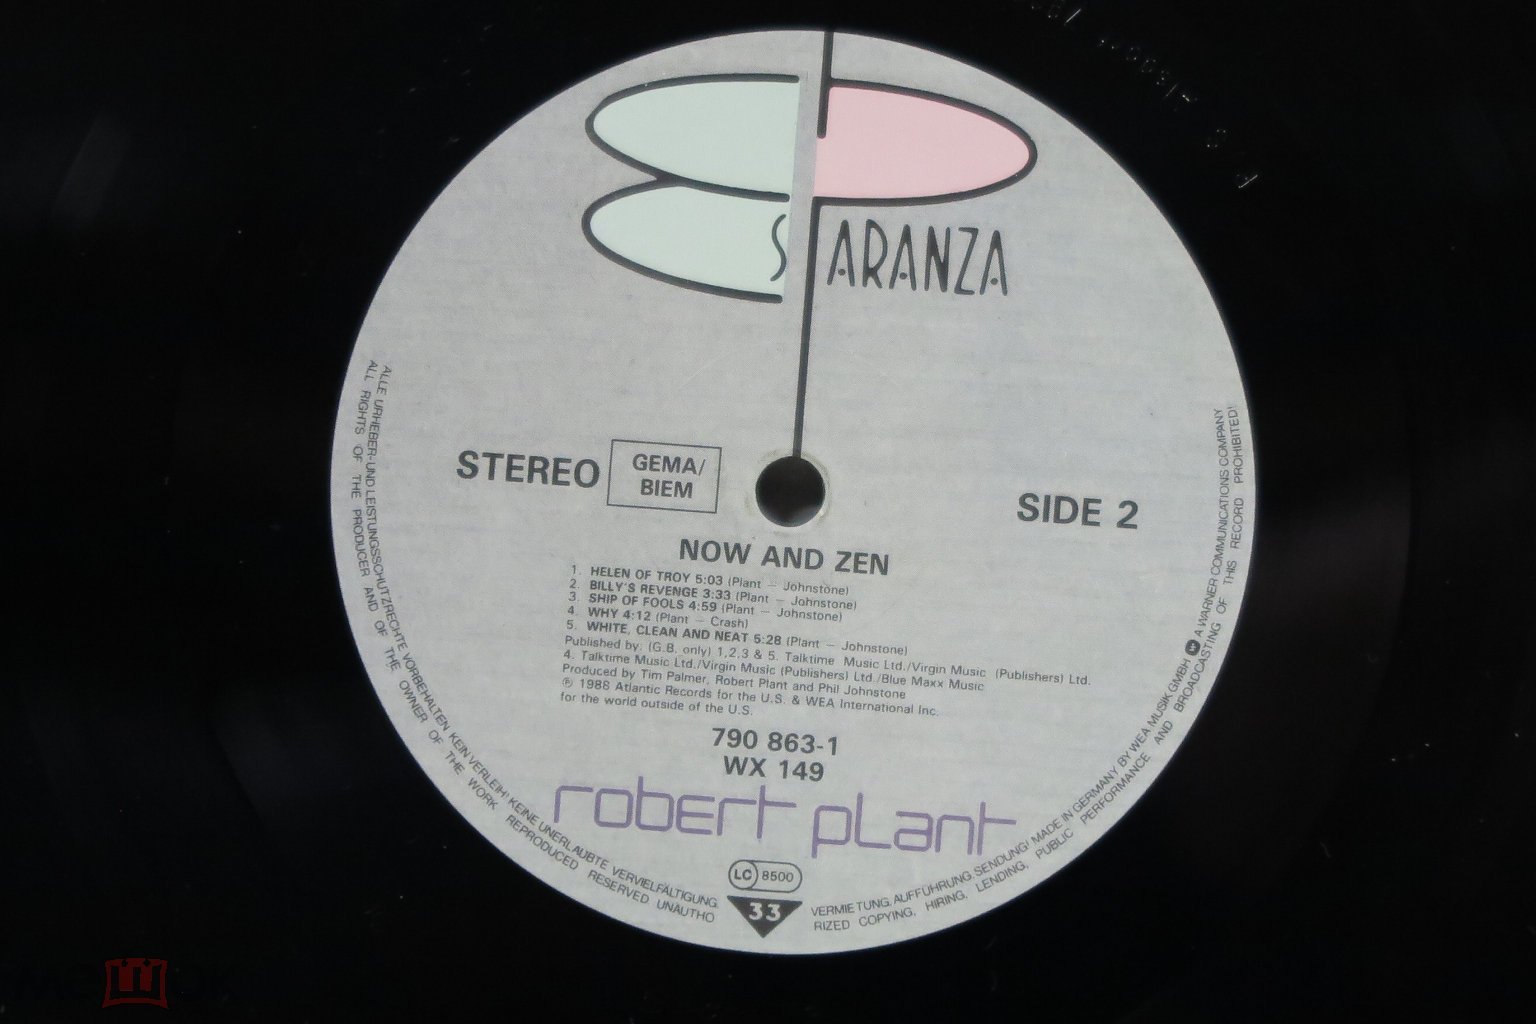 ES PARANZA
STEREO
GEMA/
BIEM
SIDE 2
NOW AND ZEN
1. HELEN OF TROY 5:03 (Plant – Johnstone)
2. BILLY'S REVENGE 3:33 (Plant – Johnstone)
3. SHIP OF FOOLS 4:59 (Plant – Johnstone)
4. WHY 4:12 (Plant – Crash)
5. WHITE, CLEAN AND NEAT 5:28 (Plant – Johnstone)
Published by: (G.B. only) 1,2,3 & 5. Talktime Music Ltd./Virgin Music (Publishers) Ltd.
4. Talktime Music Ltd./Virgin Music (Publishers) Ltd./Blue Maxx Music
Produced by Tim Palmer, Robert Plant and Phil Johnstone
℗ 1988 Atlantic Records for the U.S. & WEA International Inc.
for the world outside of the U.S.
790 863-1
WX 149
robert plant
LC 8500
33
ALLE URHEBER- UND LEISTUNGSSCHUTZRECHTE VORBEHALTEN KEIN VERLEIH! KEINE UNERLAUBTE VERVIELFÄLTIGUNG, VERMIETUNG, AUFFÜHRUNG, SENDUNG! MADE IN GERMANY BY WEA MUSIK GMBH A WARNER COMMUNICATIONS COMPANY
ALL RIGHTS OF THE PRODUCER AND OF THE OWNER OF THE WORK REPRODUCED RESERVED UNAUTHO RIZED COPYING, HIRING, LENDING, PUBLIC PERFORMANCE AND BROADCASTING OF THIS RECORD PROHIBITED!